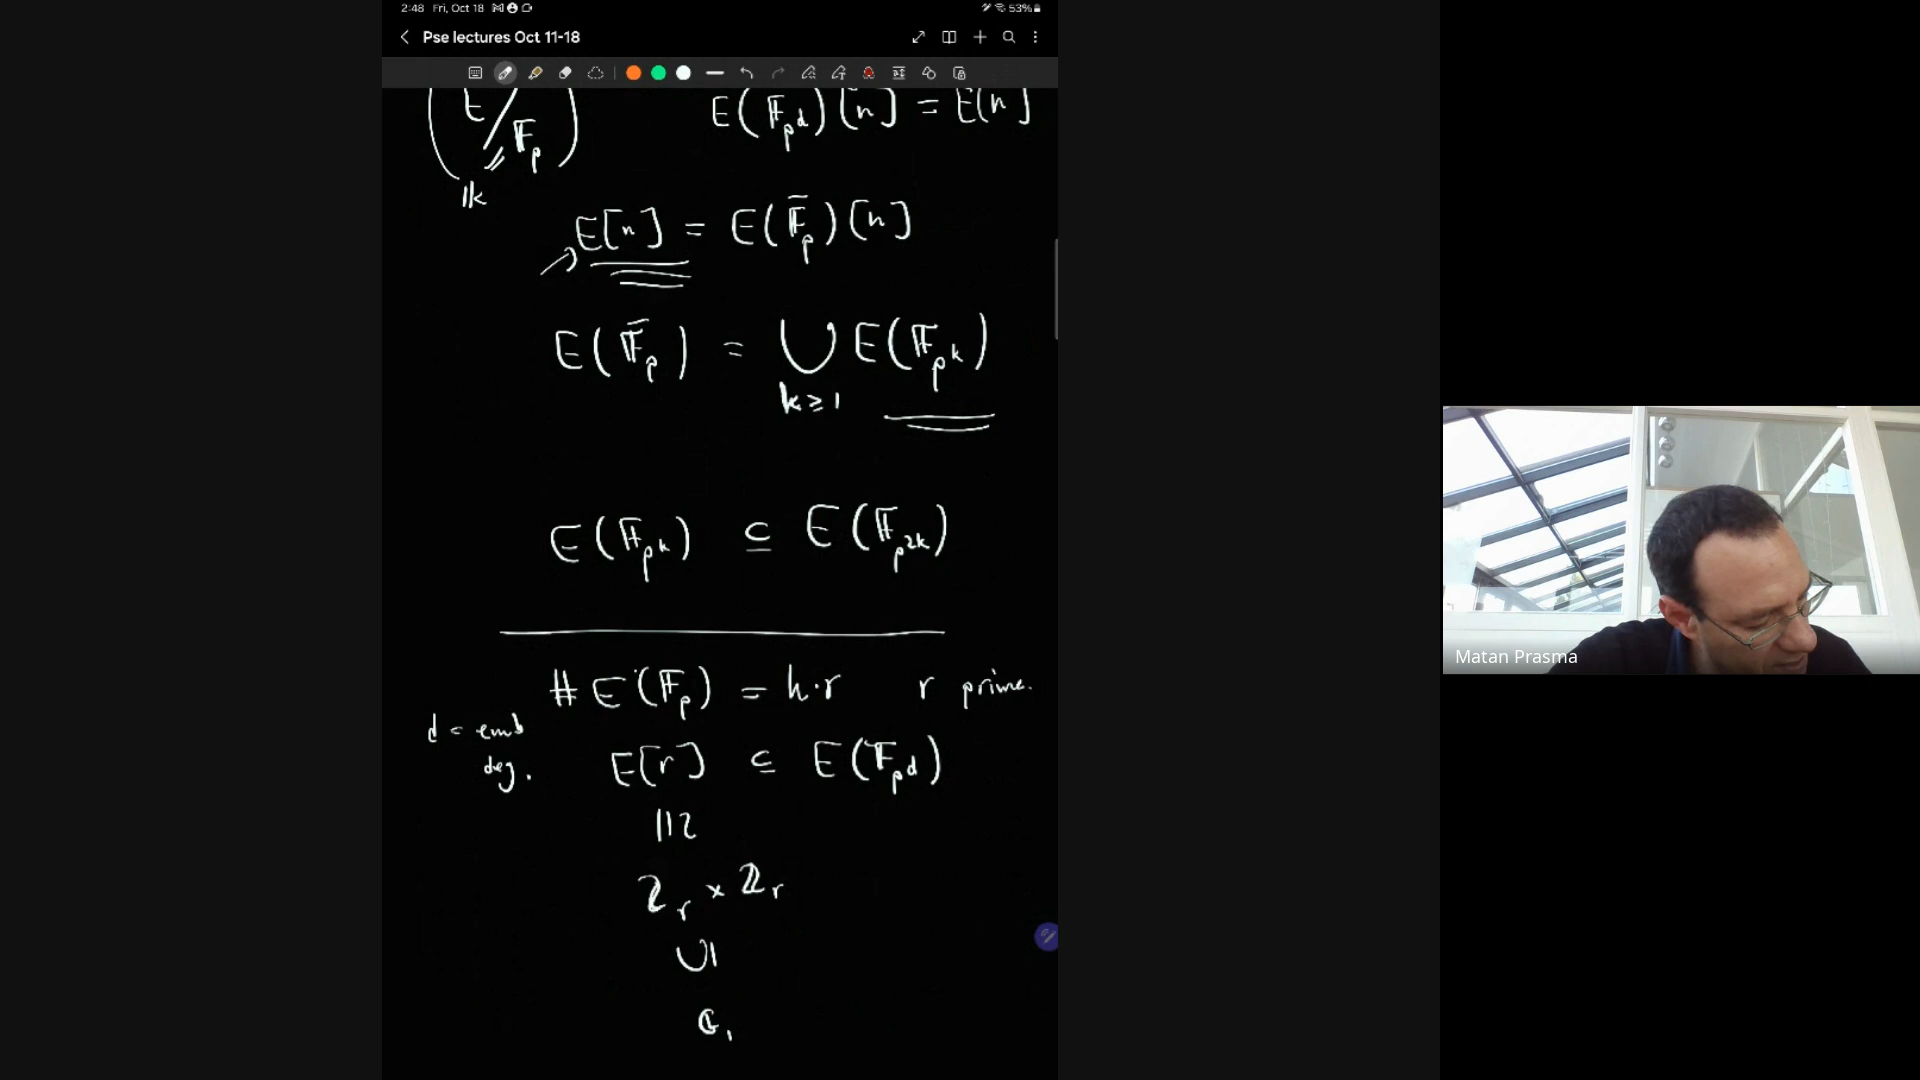 2:48 Fri, Oct 18 53%
Pse lectures Oct 11-18
(E/𝔽_p) E(𝔽_{p^d})[n] = E[n]
𝕜
E[n] = E(𝔽̄_p)[n]
E(𝔽̄_p) = ⋃_{k≥1} E(𝔽_{p^k})
E(𝔽_{p^k}) ⊆ E(𝔽_{p^{2k}})
# E(𝔽_p) = h·r r prime.
d = emb deg. E[r] ⊆ E(𝔽_{p^d})
ℤ_r × ℤ_r
∪|
G_1
Matan Prasma